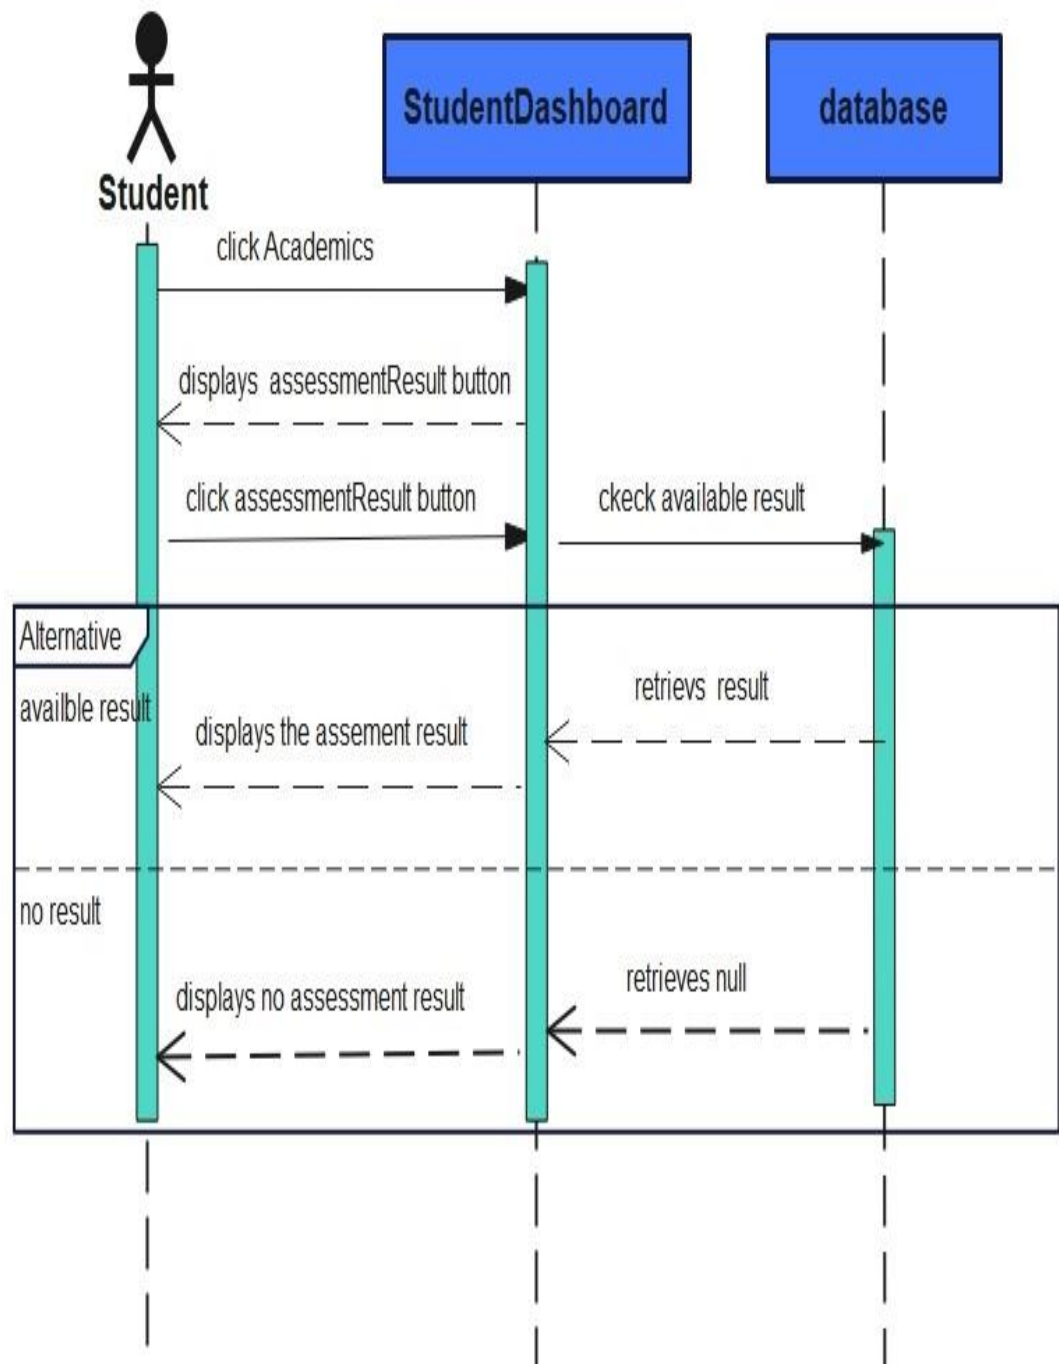 StudentDashboard
database
Student
click Academics
displays  assessmentResult button
click assessmentResult button
ckeck available result
Alternative
availble result
retrievs  result
displays the assement result
no result
retrieves null
displays no assessment result